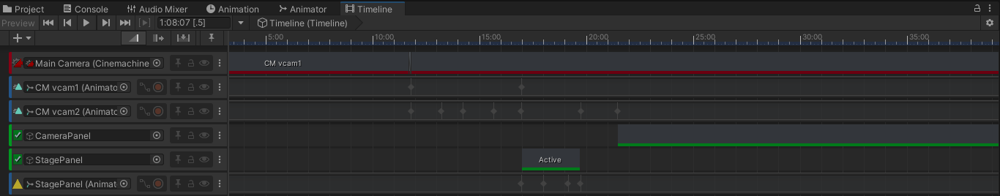 Project Console Audio Mixer Animation Animator Timeline
Preview 1:08:07 [.5] Timeline (Timeline)
5:00 10:00 15:00 20:00 25:00 30:00 35:00
Main Camera (Cinemachine CM vcam1
CM vcam1 (Animato
CM vcam2 (Animato
CameraPanel
StagePanel Active
StagePanel (Animat